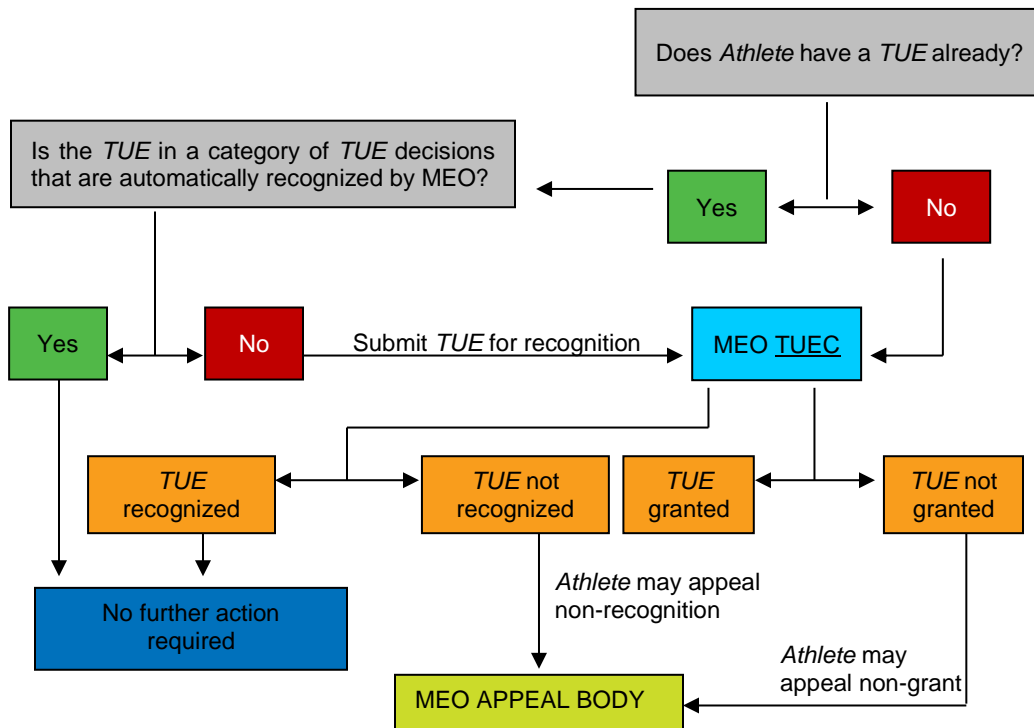 Does Athlete have a TUE already?
Is the TUE in a category of TUE decisions
that are automatically recognized by MEO?
Yes
No
Yes
No
Submit TUE for recognition
MEO TUEC
TUE
recognized
TUE not
recognized
TUE
granted
TUE not
granted
No further action
required
Athlete may appeal
non-recognition
Athlete may
appeal non-grant
MEO APPEAL BODY